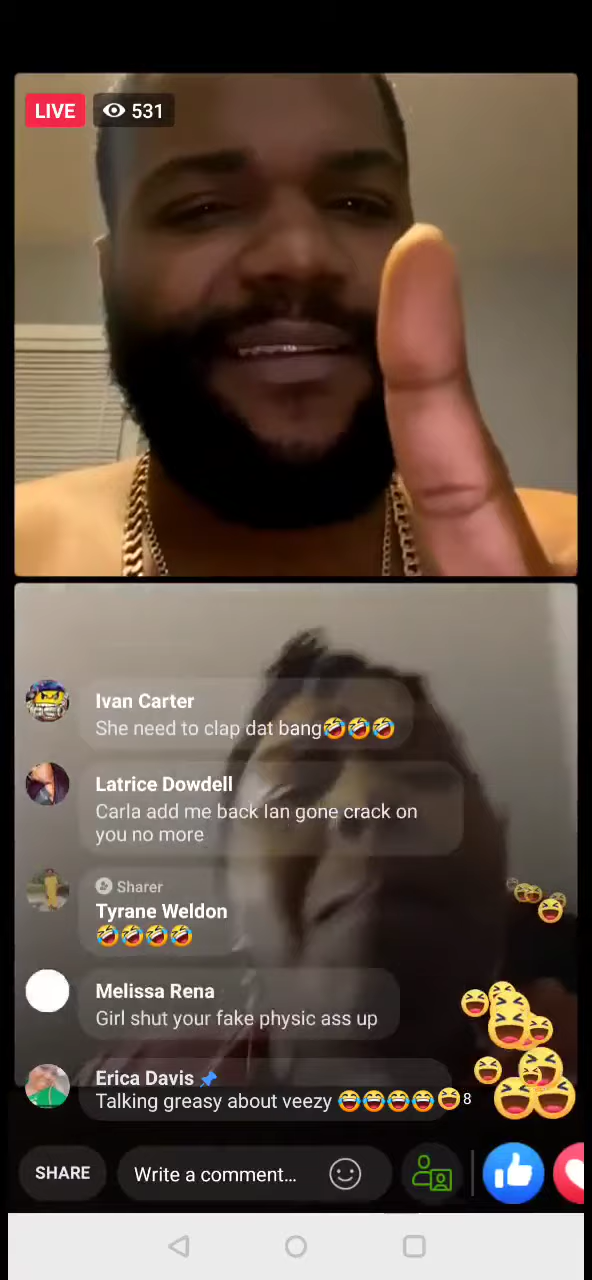 LIVE 531
Ivan Carter
She need to clap dat bang🤣🤣🤣
Latrice Dowdell
Carla add me back Ian gone crack on
you no more
Sharer
Tyrane Weldon
🤣🤣🤣🤣
Melissa Rena
Girl shut your fake physic ass up
Erica Davis
Talking greasy about veezy 😂😂😂😂😆8
SHARE Write a comment...